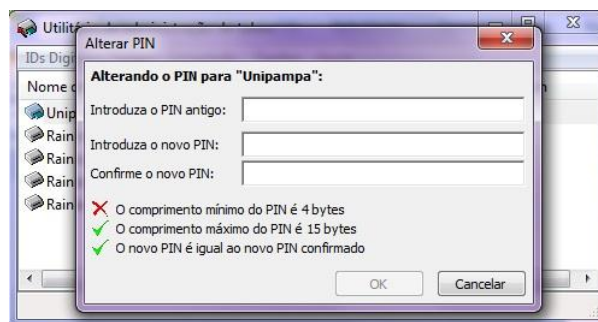 Utilit
Alterar PIN
IDs Digi
Alterando o PIN para "Unipampa":
Nome
Introduza o PIN antigo:
Introduza o novo PIN:
Confirme o novo PIN:
Unip
Rain
Rain
Rain
Rain
O comprimento mínimo do PIN é 4 bytes
O comprimento máximo do PIN é 15 bytes
O novo PIN é igual ao novo PIN confirmado
OK
Cancelar